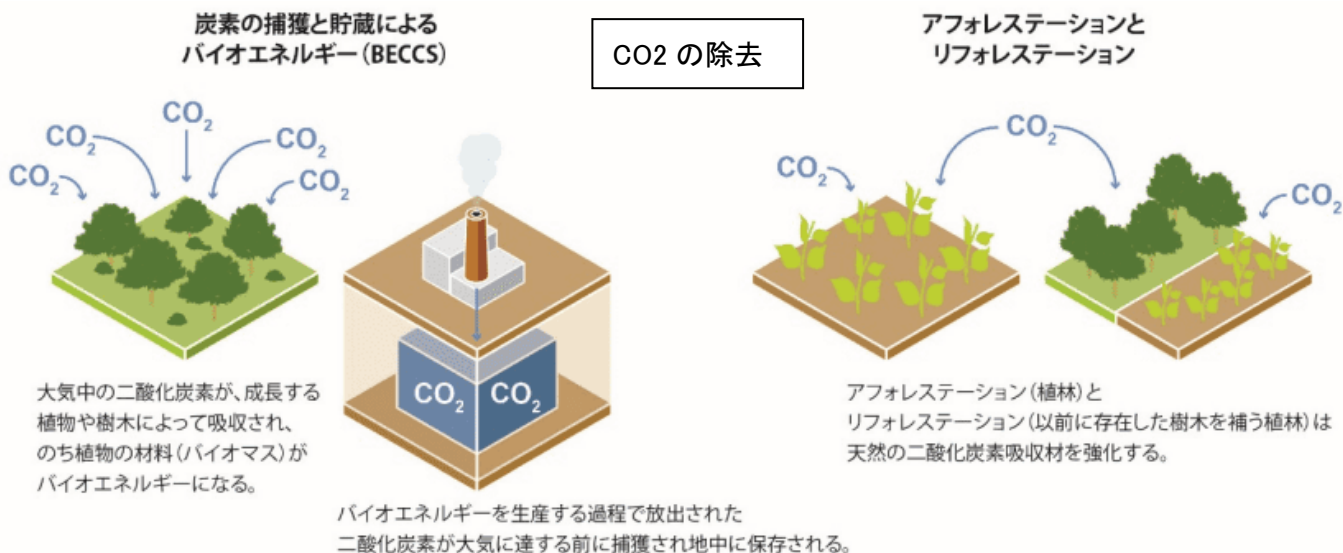 炭素の捕獲と貯蔵による
バイオエネルギー(BECCS)
CO2 の除去
アフォレステーションと
リフォレステーション
CO₂
CO₂
CO₂
CO₂
CO₂
CO₂
CO₂
CO₂
CO₂
CO₂
大気中の二酸化炭素が、成長する
植物や樹木によって吸収され、
のち植物の材料(バイオマス)が
バイオエネルギーになる。
バイオエネルギーを生産する過程で放出された
二酸化炭素が大気に達する前に捕獲され地中に保存される。
アフォレステーション(植林)と
リフォレステーション(以前に存在した樹木を補う植林)は
天然の二酸化炭素吸収材を強化する。